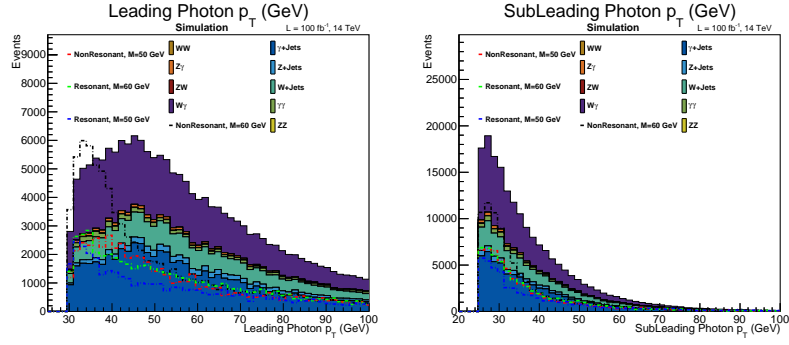 Leading Photon p_T (GeV)
Simulation L = 100 fb⁻¹, 14 TeV
Events
NonResonant, M=50 GeV
Resonant, M=60 GeV
Resonant, M=50 GeV
WW
Zγ
ZW
Wγ
NonResonant, M=60 GeV
γ+Jets
Z+Jets
W+Jets
γγ
ZZ
9000
8000
7000
6000
5000
4000
3000
2000
1000
0
30 40 50 60 70 80 90 100
Leading Photon p_T (GeV)
SubLeading Photon p_T (GeV)
Simulation L = 100 fb⁻¹, 14 TeV
Events
NonResonant, M=50 GeV
Resonant, M=60 GeV
Resonant, M=50 GeV
WW
Zγ
ZW
Wγ
NonResonant, M=60 GeV
γ+Jets
Z+Jets
W+Jets
γγ
ZZ
25000
20000
15000
10000
5000
0
20 30 40 50 60 70 80 90 100
SubLeading Photon p_T (GeV)